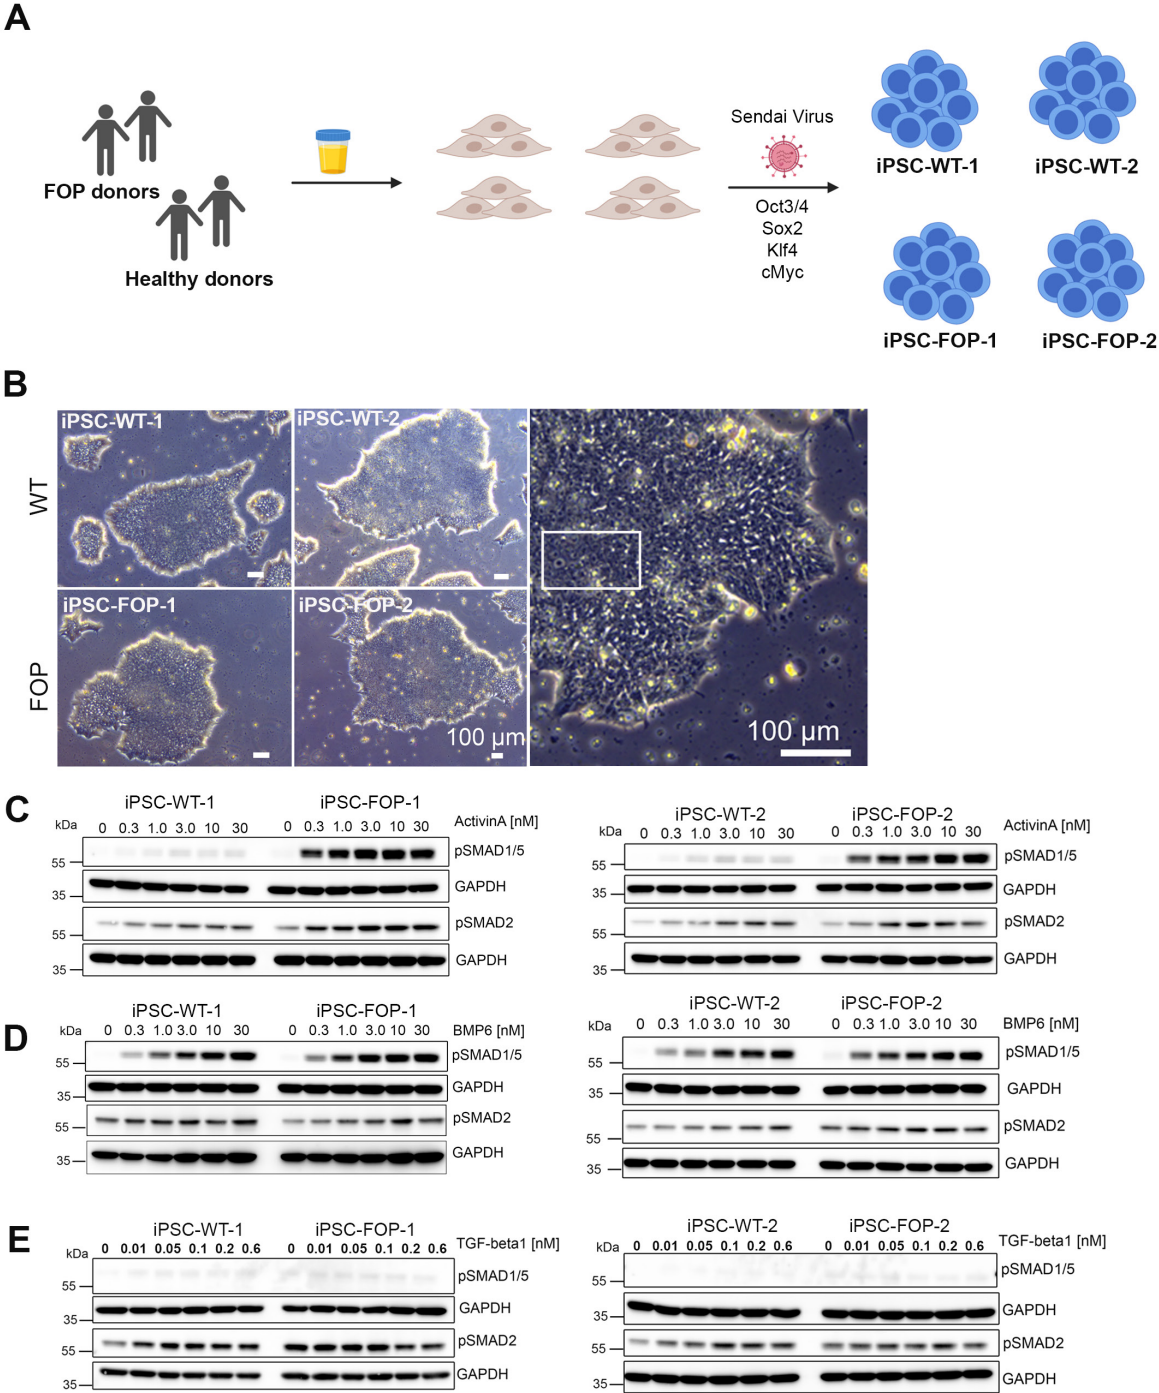 A
FOP donors
Healthy donors
Sendai Virus
Oct3/4
Sox2
Klf4
cMyc
iPSC-WT-1
iPSC-WT-2
iPSC-FOP-1
iPSC-FOP-2
B
WT
FOP
iPSC-WT-1
iPSC-WT-2
iPSC-FOP-1
iPSC-FOP-2
100 µm
100 µm
C
iPSC-WT-1 iPSC-FOP-1
kDa 0 0.3 1.0 3.0 10 30 0 0.3 1.0 3.0 10 30 ActivinA [nM]
55 pSMAD1/5
35 GAPDH
55 pSMAD2
35 GAPDH
iPSC-WT-2 iPSC-FOP-2
kDa 0 0.3 1.0 3.0 10 30 0 0.3 1.0 3.0 10 30 ActivinA [nM]
55 pSMAD1/5
35 GAPDH
55 pSMAD2
35 GAPDH
D
iPSC-WT-1 iPSC-FOP-1
kDa 0 0.3 1.0 3.0 10 30 0 0.3 1.0 3.0 10 30 BMP6 [nM]
55 pSMAD1/5
35 GAPDH
55 pSMAD2
35 GAPDH
iPSC-WT-2 iPSC-FOP-2
kDa 0 0.3 1.0 3.0 10 30 0 0.3 1.0 3.0 10 30 BMP6 [nM]
55 pSMAD1/5
35 GAPDH
55 pSMAD2
35 GAPDH
E
iPSC-WT-1 iPSC-FOP-1
kDa 0 0.01 0.05 0.1 0.2 0.6 0 0.01 0.05 0.1 0.2 0.6 TGF-beta1 [nM]
55 pSMAD1/5
35 GAPDH
55 pSMAD2
35 GAPDH
iPSC-WT-2 iPSC-FOP-2
kDa 0 0.01 0.05 0.1 0.2 0.6 0 0.01 0.05 0.1 0.2 0.6 TGF-beta1 [nM]
55 pSMAD1/5
35 GAPDH
55 pSMAD2
35 GAPDH